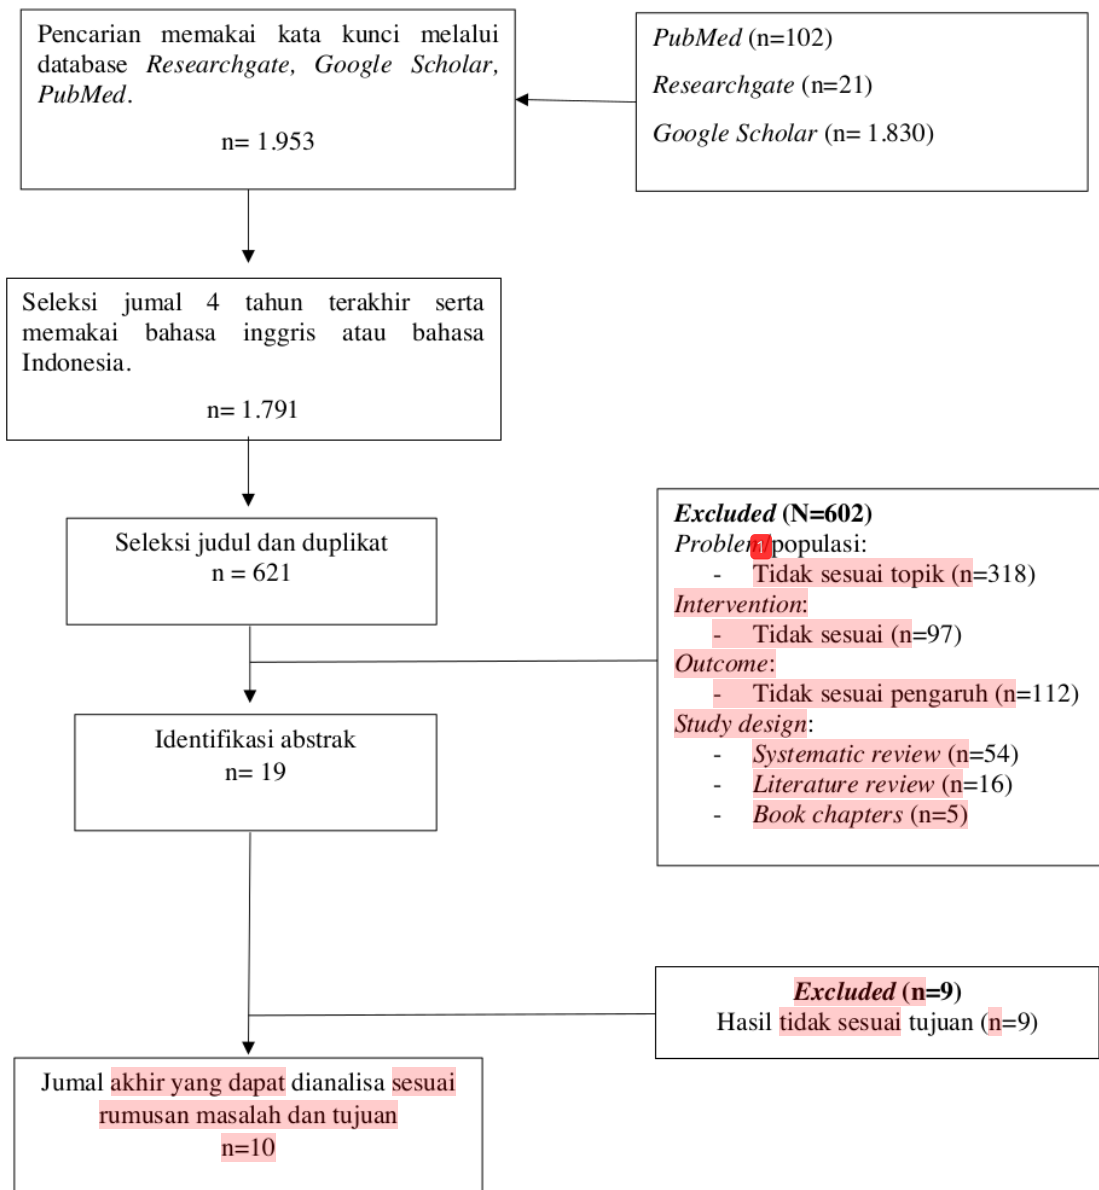 Pencarian memakai kata kunci melalui
database Researchgate, Google Scholar,
PubMed.
n= 1.953
PubMed (n=102)
Researchgate (n=21)
Google Scholar (n= 1.830)
Seleksi jumal 4 tahun terakhir serta
memakai bahasa inggris atau bahasa
Indonesia.
n= 1.791
Seleksi judul dan duplikat
n = 621
Excluded (N=602)
Problem/populasi:
1
- Tidak sesuai topik (n=318)
Intervention:
- Tidak sesuai (n=97)
Outcome:
- Tidak sesuai pengaruh (n=112)
Study design:
- Systematic review (n=54)
- Literature review (n=16)
- Book chapters (n=5)
Identifikasi abstrak
n= 19
Excluded (n=9)
Hasil tidak sesuai tujuan (n=9)
Jumal akhir yang dapat dianalisa sesuai
rumusan masalah dan tujuan
n=10